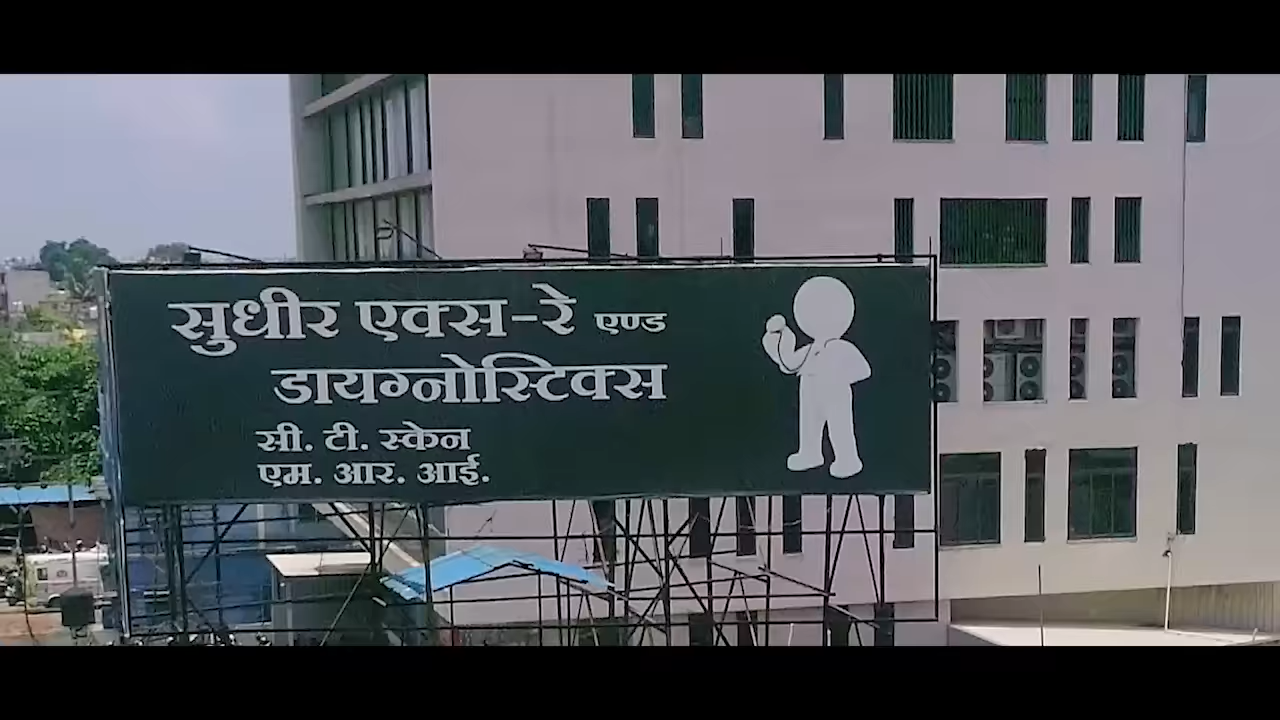 सुधीर एक्स-रे एण्ड
डायग्नोस्टिक्स
सी. टी. स्केन
एम. आर. आई.